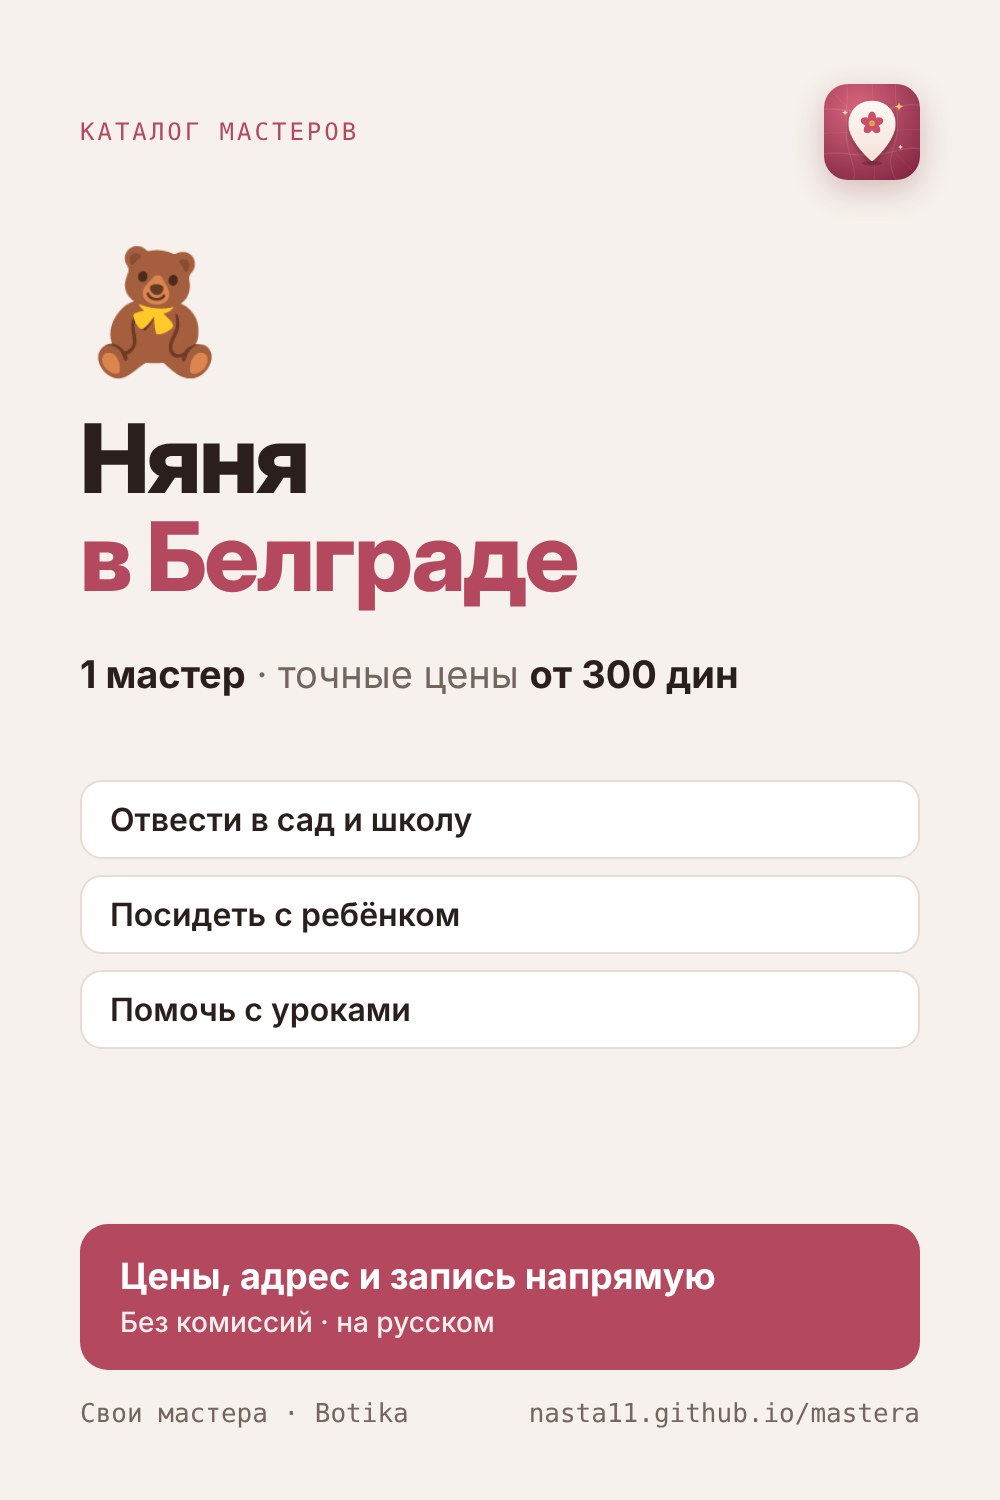 КАТАЛОГ МАСТЕРОВ
Няня
в Белграде
1 мастер · точные цены от 300 дин
Отвести в сад и школу
Посидеть с ребёнком
Помочь с уроками
Цены, адрес и запись напрямую
Без комиссий · на русском
Свои мастера · Botika
nasta11.github.io/mastera